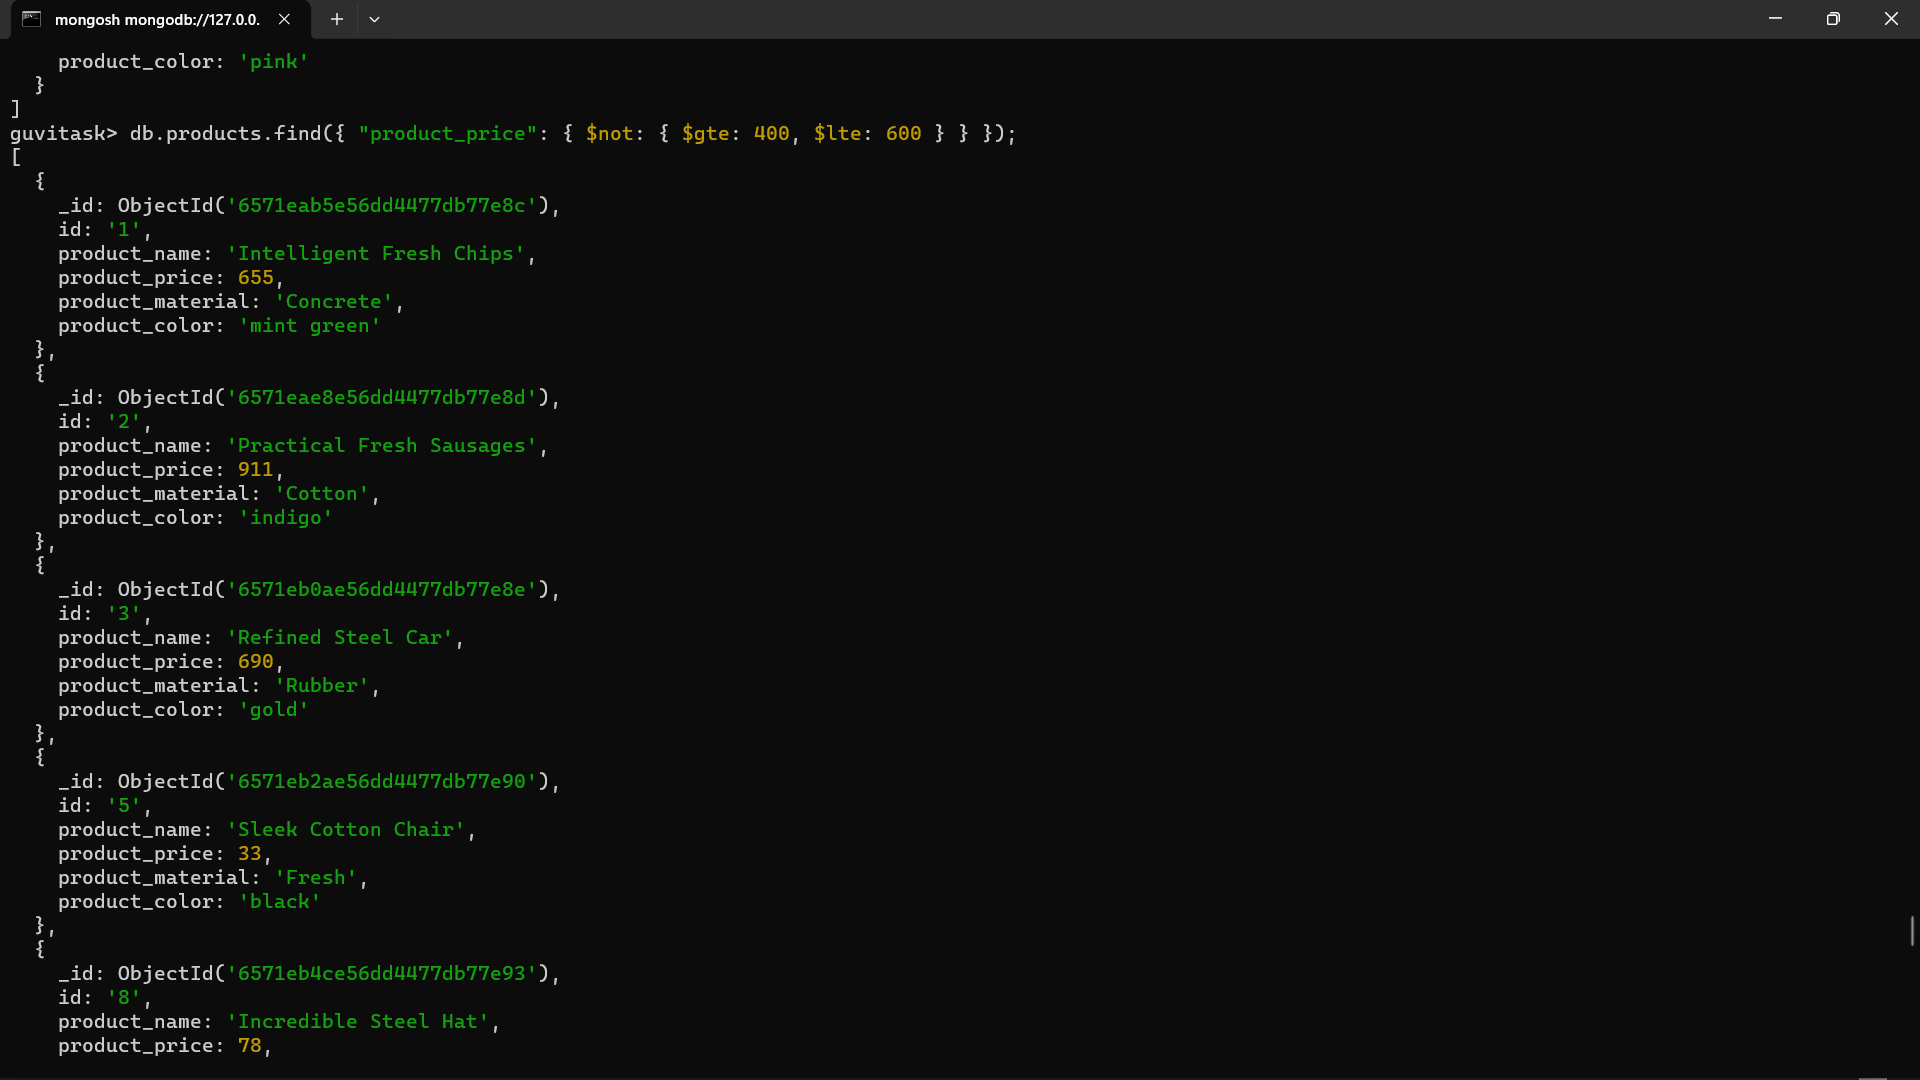 mongosh mongodb://127.0.0.
product_color: 'pink'
}
]
guvitask> db.products.find({ "product_price": { $not: { $gte: 400, $lte: 600 } } });
[
{
_id: ObjectId('6571eab5e56dd4477db77e8c'),
id: '1',
product_name: 'Intelligent Fresh Chips',
product_price: 655,
product_material: 'Concrete',
product_color: 'mint green'
},
{
_id: ObjectId('6571eae8e56dd4477db77e8d'),
id: '2',
product_name: 'Practical Fresh Sausages',
product_price: 911,
product_material: 'Cotton',
product_color: 'indigo'
},
{
_id: ObjectId('6571eb0ae56dd4477db77e8e'),
id: '3',
product_name: 'Refined Steel Car',
product_price: 690,
product_material: 'Rubber',
product_color: 'gold'
},
{
_id: ObjectId('6571eb2ae56dd4477db77e90'),
id: '5',
product_name: 'Sleek Cotton Chair',
product_price: 33,
product_material: 'Fresh',
product_color: 'black'
},
{
_id: ObjectId('6571eb4ce56dd4477db77e93'),
id: '8',
product_name: 'Incredible Steel Hat',
product_price: 78,